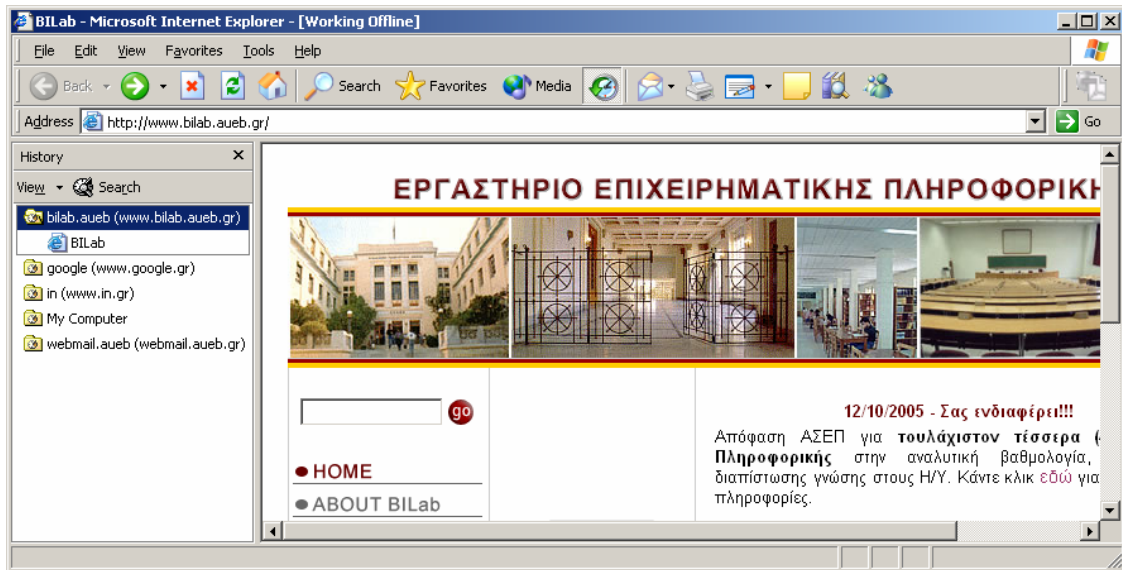 BILab - Microsoft Internet Explorer - [Working Offline]
File Edit View Favorites Tools Help
Back Search Favorites Media
Address http://www.bilab.aueb.gr/ Go
History
View Search
bilab.aueb (www.bilab.aueb.gr)
BILab
google (www.google.gr)
in (www.in.gr)
My Computer
webmail.aueb (webmail.aueb.gr)
ΕΡΓΑΣΤΗΡΙΟ ΕΠΙΧΕΙΡΗΜΑΤΙΚΗΣ ΠΛΗΡΟΦΟΡΙΚΗ
go
HOME
ABOUT BILab
12/10/2005 - Σας ενδιαφέρει!!!
Απόφαση ΑΣΕΠ για τουλάχιστον τέσσερα (
Πληροφορικής στην αναλυτική βαθμολογία,
διαπίστωσης γνώσης στους Η/Υ. Κάντε κλικ εδώ για
πληροφορίες.